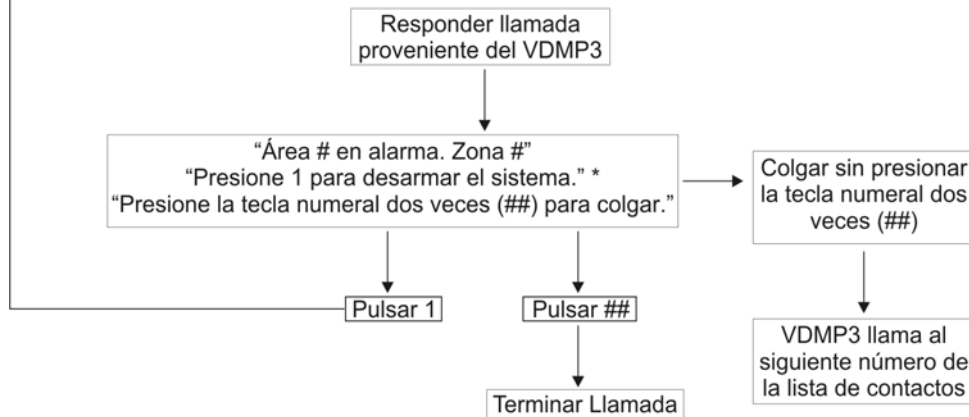 Responder llamada
proveniente del VDMP3
“Área # en alarma. Zona #”
“Presione 1 para desarmar el sistema.” *
“Presione la tecla numeral dos veces (##) para colgar.”
Colgar sin presionar
la tecla numeral dos
veces (##)
Pulsar 1
Pulsar ##
VDMP3 llama al
siguiente número de
la lista de contactos
Terminar Llamada